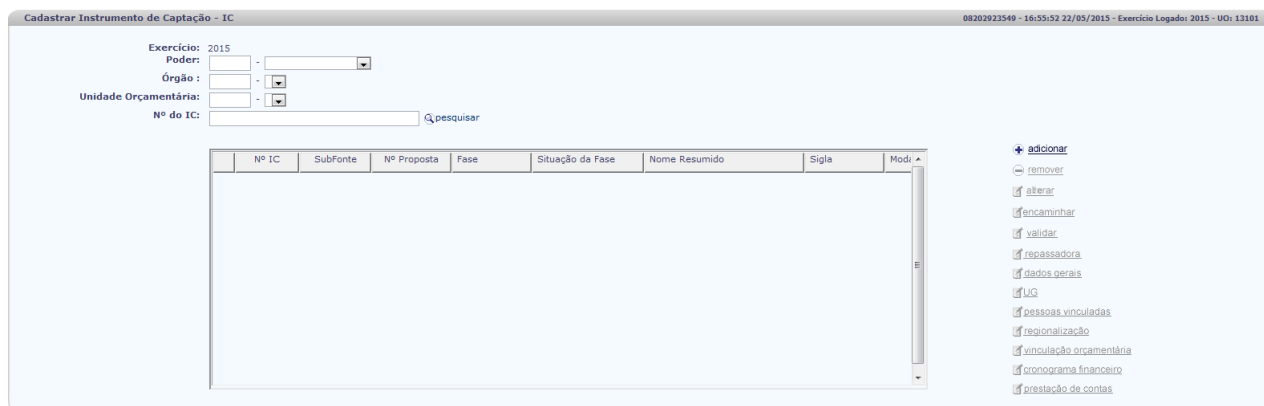 Cadastrar Instrumento de Captação - IC 08202923549 - 16:55:52 22/05/2015 - Exercício Logado: 2015 - UO: 13101
Exercício: 2015
Poder: -
Órgão : -
Unidade Orçamentária: -
Nº do IC: pesquisar
Nº IC SubFonte Nº Proposta Fase Situação da Fase Nome Resumido Sigla Moda
adicionar
remover
alterar
encaminhar
validar
repassadora
dados gerais
UG
pessoas vinculadas
regionalização
vinculação orçamentária
cronograma financeiro
prestação de contas